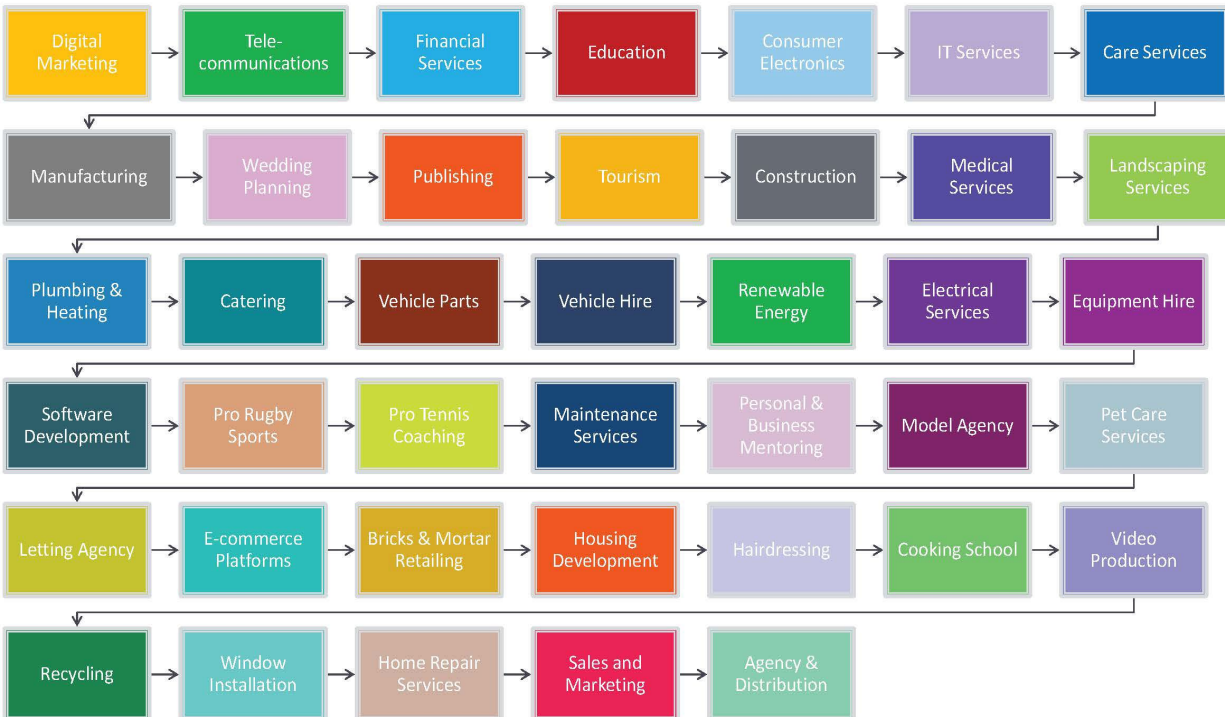 Digital
Marketing
Tele-
communications
Financial
Services
Education
Consumer
Electronics
IT Services
Care Services
Manufacturing
Wedding
Planning
Publishing
Tourism
Construction
Medical
Services
Landscaping
Services
Plumbing &
Heating
Catering
Vehicle Parts
Vehicle Hire
Renewable
Energy
Electrical
Services
Equipment Hire
Software
Development
Pro Rugby
Sports
Pro Tennis
Coaching
Maintenance
Services
Personal &
Business
Mentoring
Model Agency
Pet Care
Services
Letting Agency
E-commerce
Platforms
Bricks & Mortar
Retailing
Housing
Development
Hairdressing
Cooking School
Video
Production
Recycling
Window
Installation
Home Repair
Services
Sales and
Marketing
Agency &
Distribution